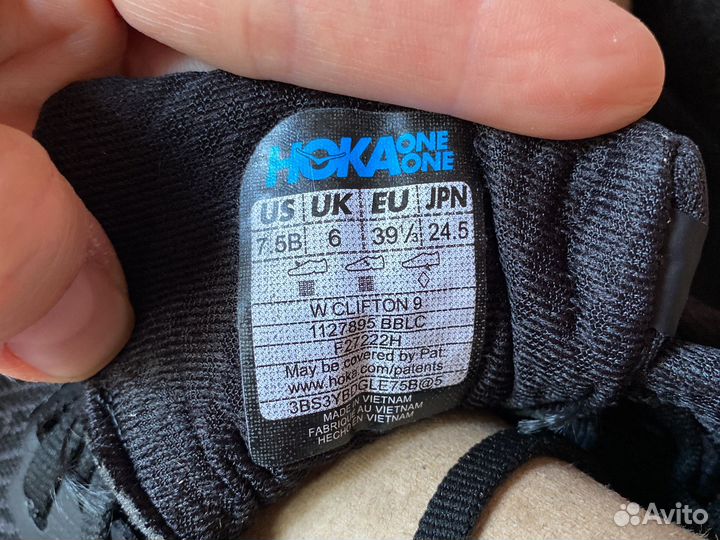 HOKA ONE ONE
US UK EU JPN
7.5B 6 39 1/3 24.5
W CLIFTON 9
1127895 BBLC
F27222H
May be covered by Pat.
www.hoka.com/patents
3BS3YBDGLE75B@5
MADE IN VIETNAM
FABRIQUÉ AU VIETNAM
HECHO VIETNAM
Avito